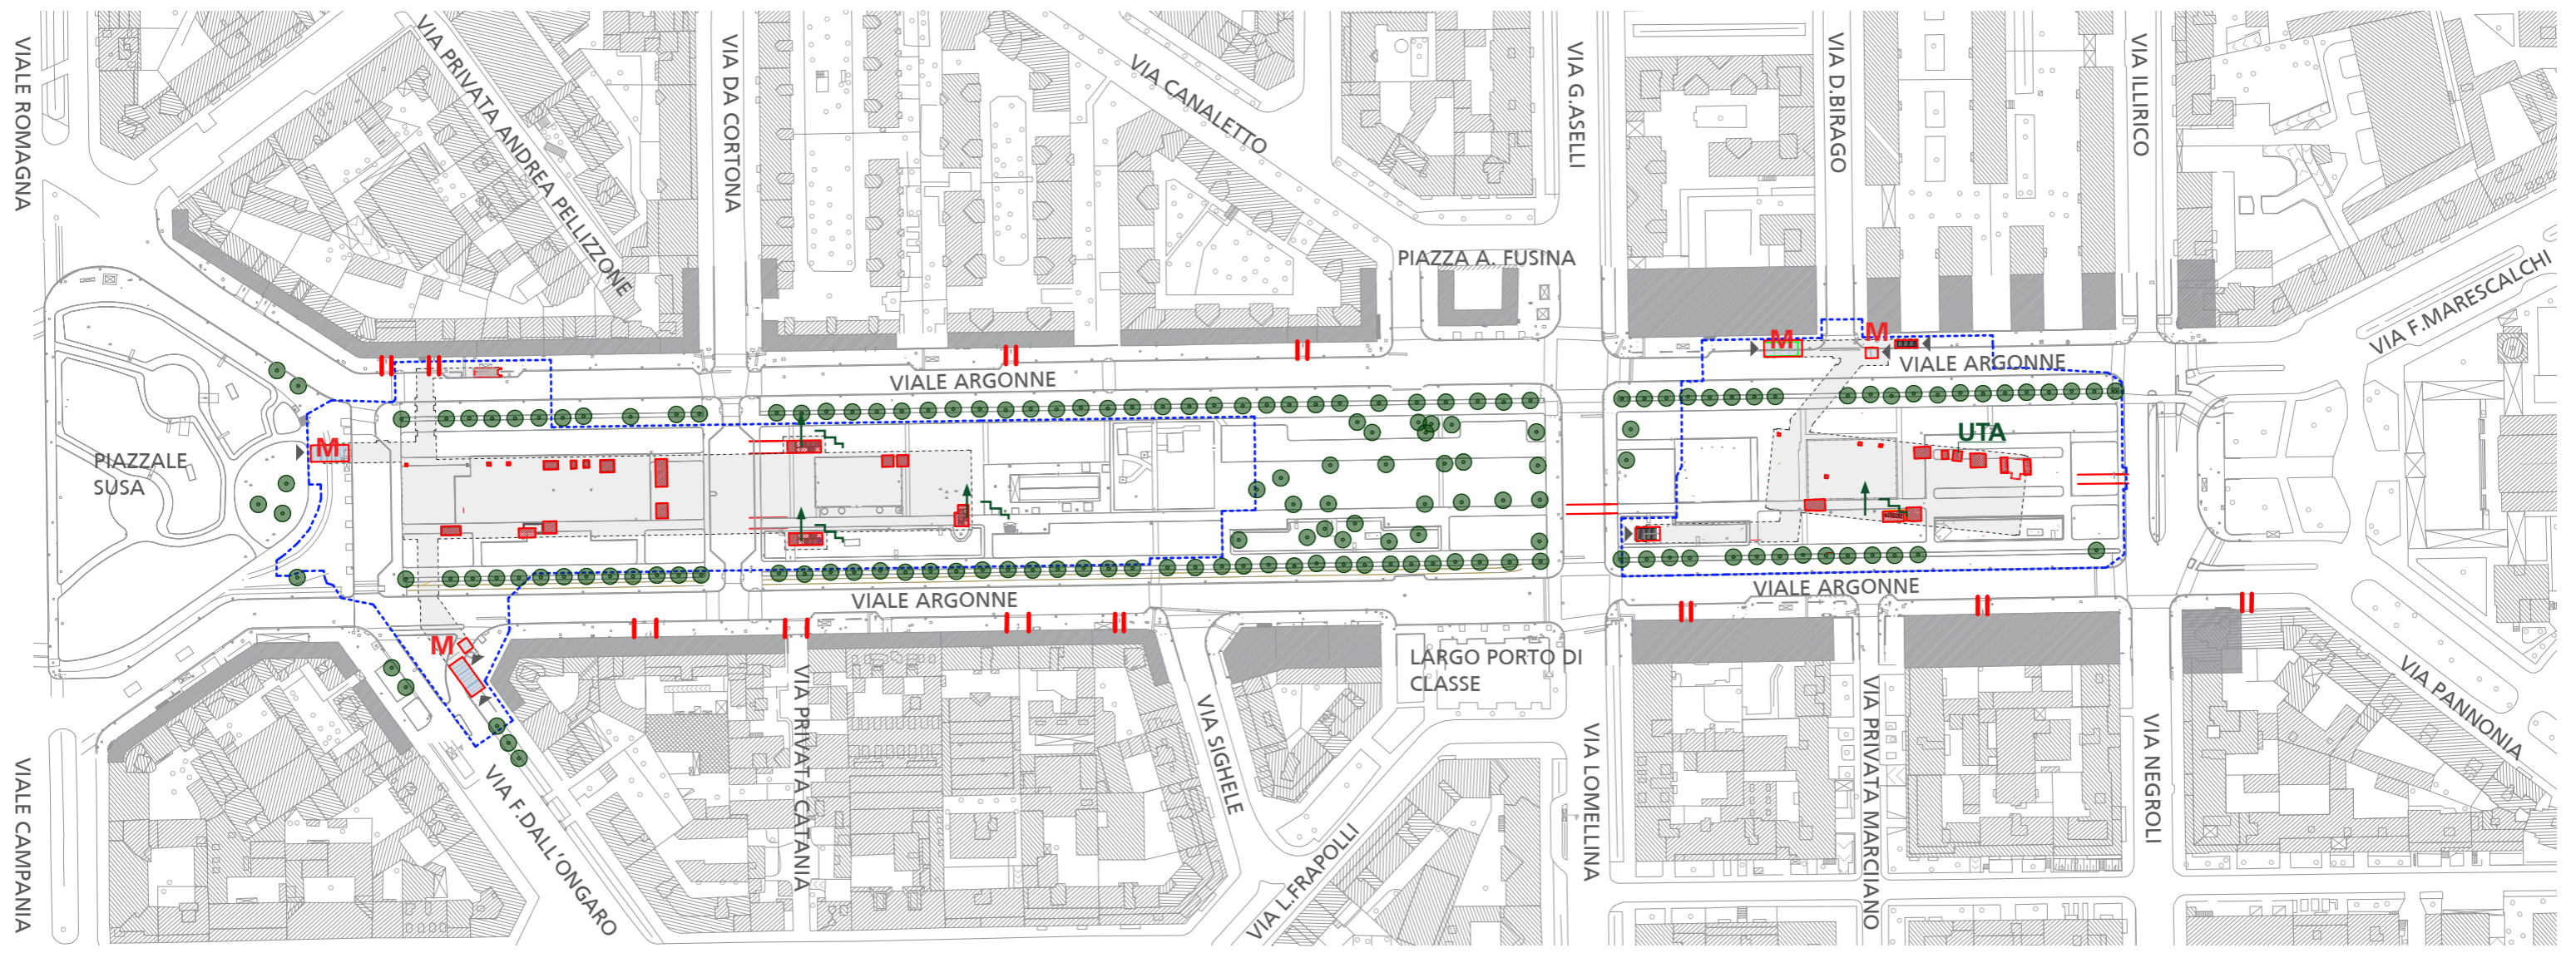 VIALE ROMAGNA
VIA PRIVATA ANDREA PELLIZZONE
VIA DA CORTONA
VIA CANALETTO
VIA G.ASELLI
VIA D.BIRAGO
VIA ILLIRICO
PIAZZA A. FUSINA
VIA F.MARESCALCHI
M
M
VIALE ARGONNE
VIALE ARGONNE
UTA
M
PIAZZALE
SUSA
VIALE ARGONNE
VIALE ARGONNE
M
LARGO PORTO DI
CLASSE
VIA PRIVATA CATANIA
VIA SIGHELE
VIA PRIVATA MARCIIANO
VIA PANNONIA
VIA LOMELLINA
VIA NEGROLI
VIALE CAMPANIA
VIA F.DALL'ONGARO
VIA L.FRAPOLLI